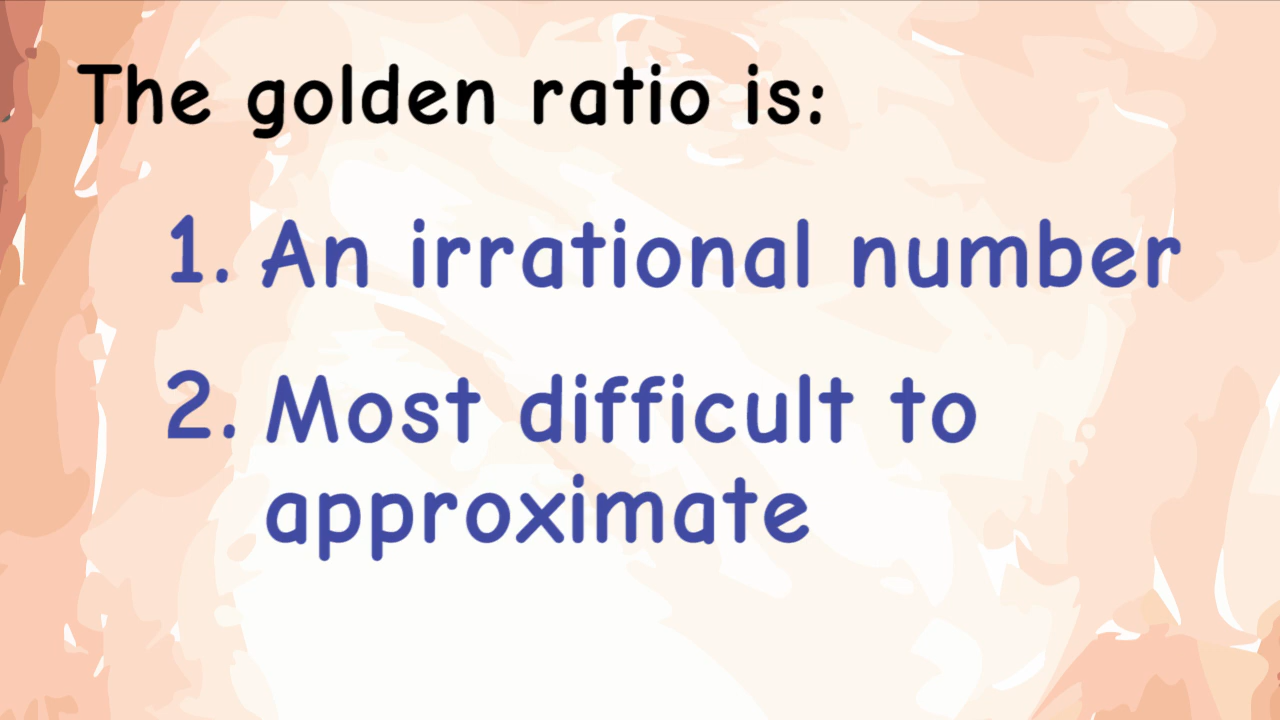 The golden ratio is:
1. An irrational number
2. Most difficult to
approximate